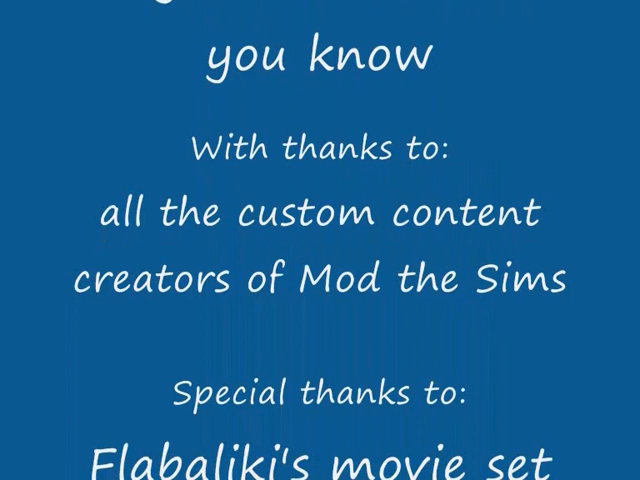 you know
With thanks to:
all the custom content
creators of Mod the Sims
Special thanks to:
Flabaliki's movie set